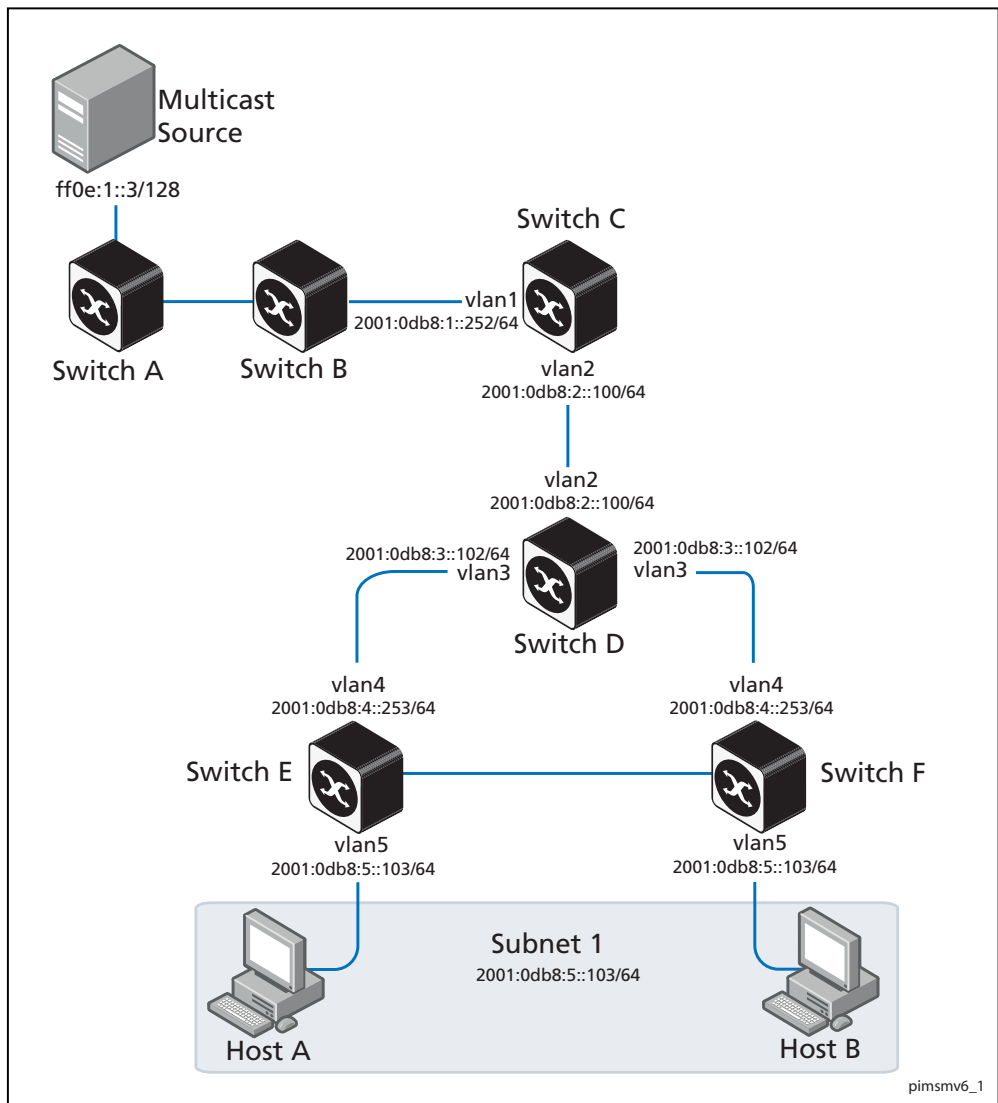 Multicast
Source
ff0e:1::3/128
Switch C
vlan1
2001:0db8:1::252/64
Switch A
Switch B
vlan2
2001:0db8:2::100/64
vlan2
2001:0db8:2::100/64
2001:0db8:3::102/64
vlan3
2001:0db8:3::102/64
vlan3
Switch D
vlan4
2001:0db8:4::253/64
vlan4
2001:0db8:4::253/64
Switch E
Switch F
vlan5
2001:0db8:5::103/64
vlan5
2001:0db8:5::103/64
Subnet 1
2001:0db8:5::103/64
Host A
Host B
pimsmv6_1